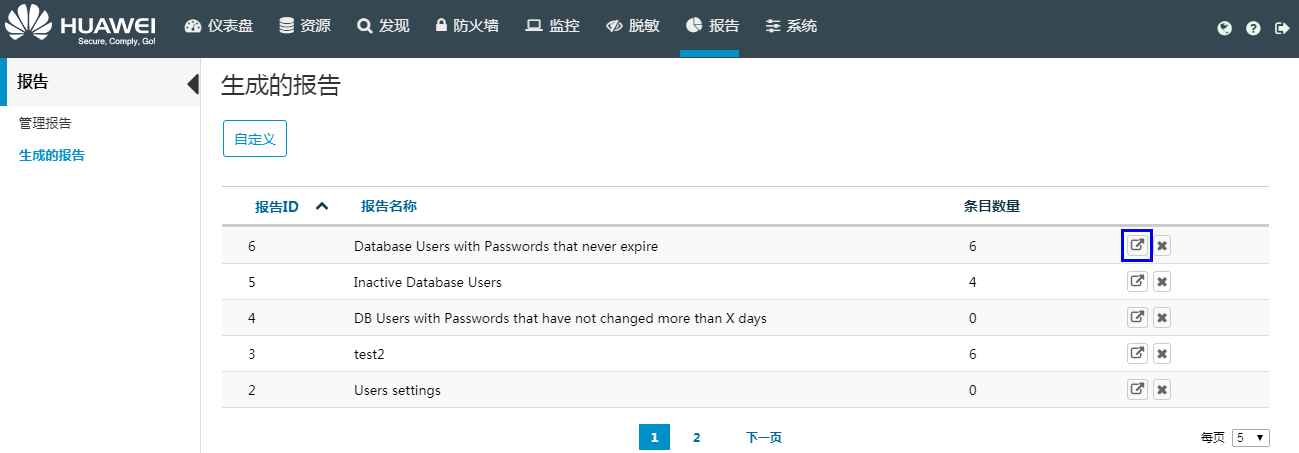 HUAWEI
Secure, Comply, Go!
仪表盘 资源 发现 防火墙 监控 脱敏 报告 系统
报告
管理报告
生成的报告
生成的报告
自定义
报告ID 报告名称 条目数量
6 Database Users with Passwords that never expire 6
5 Inactive Database Users 4
4 DB Users with Passwords that have not changed more than X days 0
3 test2 6
2 Users settings 0
1 2 下一页 每页 5